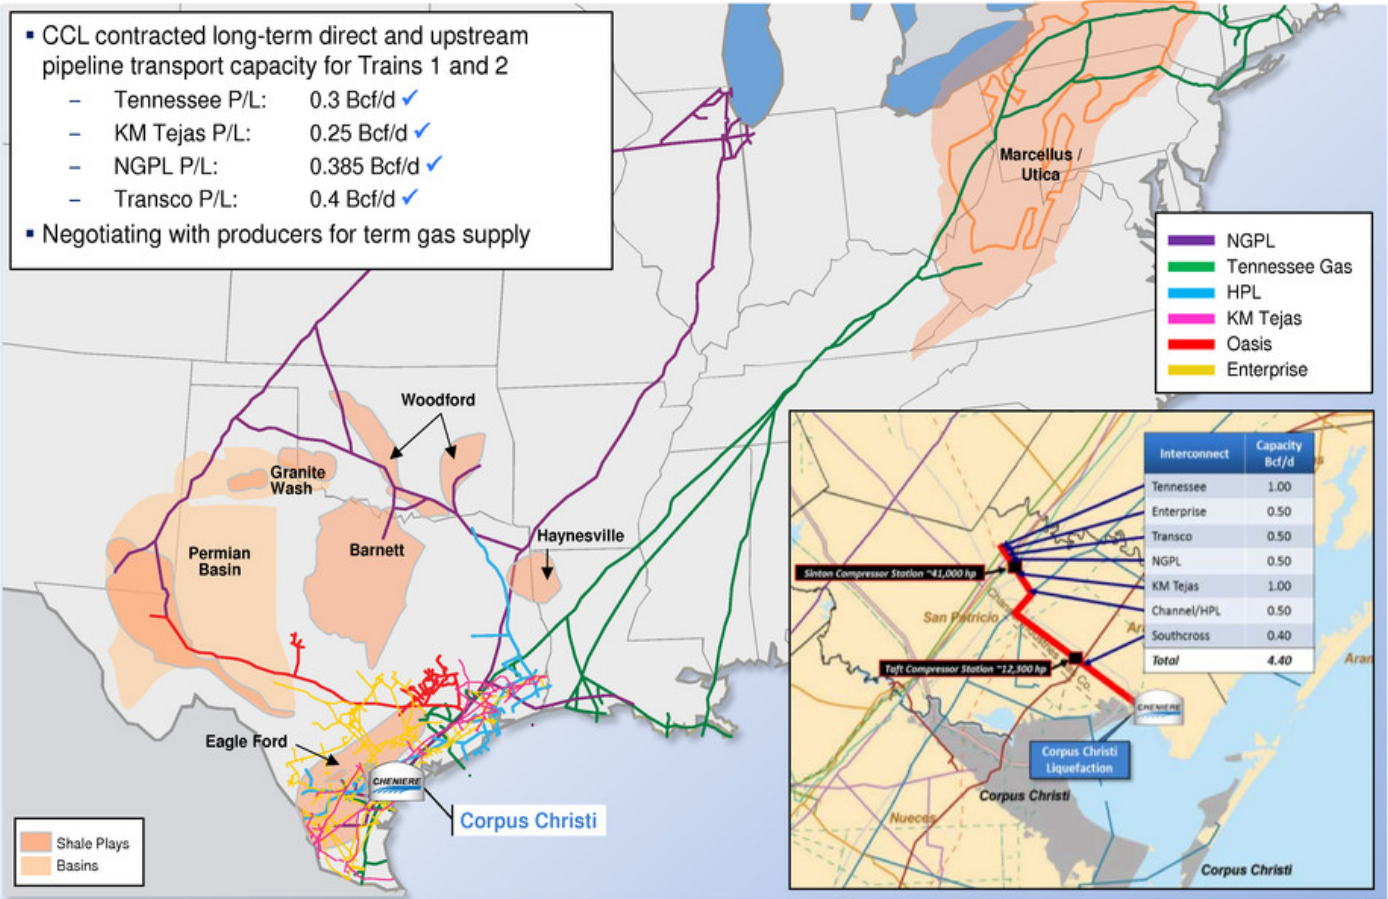 ▪ CCL contracted long-term direct and upstream
pipeline transport capacity for Trains 1 and 2
– Tennessee P/L: 0.3 Bcf/d ✓
– KM Tejas P/L: 0.25 Bcf/d ✓
– NGPL P/L: 0.385 Bcf/d ✓
– Transco P/L: 0.4 Bcf/d ✓
▪ Negotiating with producers for term gas supply
Marcellus /
Utica
NGPL
Tennessee Gas
HPL
KM Tejas
Oasis
Enterprise
Woodford
Granite
Wash
Permian
Basin
Barnett
Haynesville
Eagle Ford
CHENIERE
Corpus Christi
Shale Plays
Basins
Interconnect Capacity
Bcf/d
Tennessee 1.00
Enterprise 0.50
Transco 0.50
NGPL 0.50
KM Tejas 1.00
Channel/HPL 0.50
Southcross 0.40
Total 4.40
Sinton Compressor Station ~41,000 hp
San Patricio
Taft Compressor Station ~12,300 hp
Co.
Aran
CHENIERE
Corpus Christi
Liquefaction
Corpus Christi
Nueces
Corpus Christi